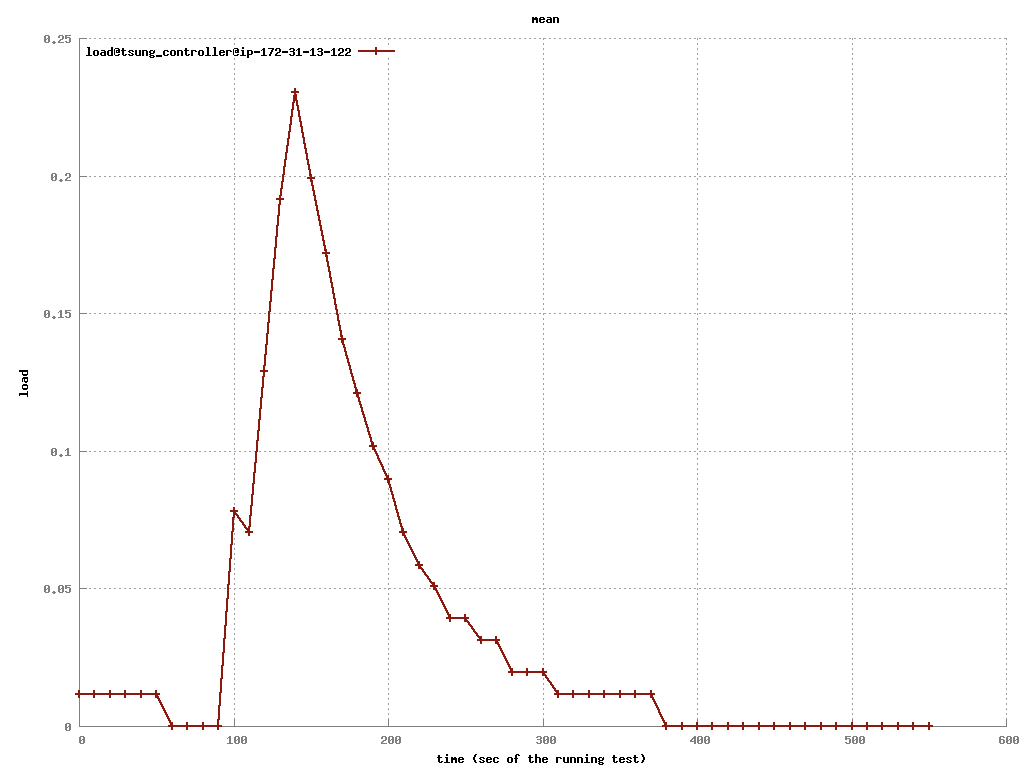 mean
load@tsung_controller@ip-172-31-13-122
0.25
0.2
0.15
0.1
0.05
0
load
0 100 200 300 400 500 600
time (sec of the running test)